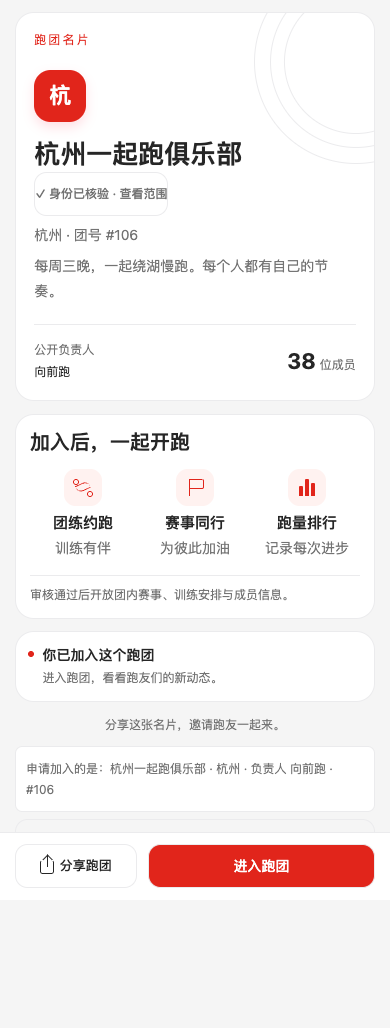 跑团名片
杭
杭州一起跑俱乐部
✓ 身份已核验 · 查看范围
杭州 · 团号 #106
每周三晚，一起绕湖慢跑。每个人都有自己的节
奏。
公开负责人
向前跑
38 位成员
加入后，一起开跑
团练约跑
赛事同行
跑量排行
训练有伴
为彼此加油
记录每次进步
审核通过后开放团内赛事、训练安排与成员信息。
你已加入这个跑团
进入跑团，看看跑友们的新动态。
分享这张名片，邀请跑友一起来。
申请加入的是：杭州一起跑俱乐部 · 杭州 · 负责人 向前跑 ·
#106
分享跑团
进入跑团